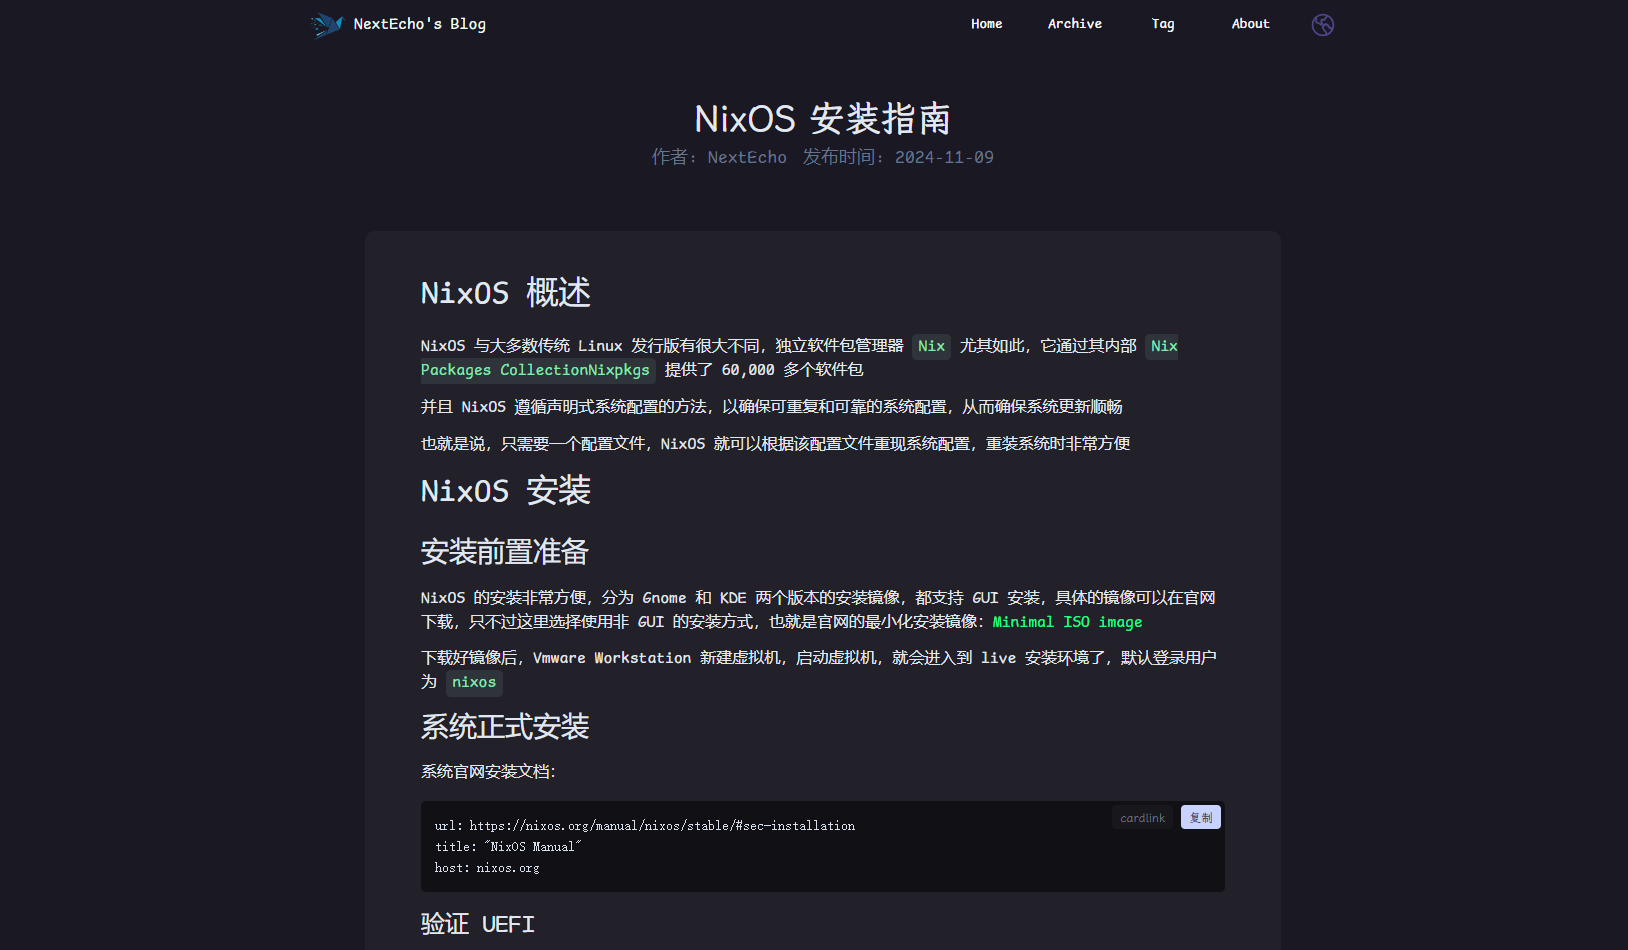 NextEcho's Blog
Home Archive Tag About
NixOS 安装指南
作者：NextEcho 发布时间：2024-11-09
NixOS 概述
NixOS 与大多数传统 Linux 发行版有很大不同，独立软件包管理器 Nix 尤其如此，它通过其内部 Nix
Packages CollectionNixpkgs 提供了 60,000 多个软件包
并且 NixOS 遵循声明式系统配置的方法，以确保可重复和可靠的系统配置，从而确保系统更新顺畅
也就是说，只需要一个配置文件，NixOS 就可以根据该配置文件重现系统配置，重装系统时非常方便
NixOS 安装
安装前置准备
NixOS 的安装非常方便，分为 Gnome 和 KDE 两个版本的安装镜像，都支持 GUI 安装，具体的镜像可以在官网
下载，只不过这里选择使用非 GUI 的安装方式，也就是官网的最小化安装镜像：Minimal ISO image
下载好镜像后，Vmware Workstation 新建虚拟机，启动虚拟机，就会进入到 live 安装环境了，默认登录用户
为 nixos
系统正式安装
系统官网安装文档：
cardlink 复制
url: https://nixos.org/manual/nixos/stable/#sec-installation
title: "NixOS Manual"
host: nixos.org
验证 UEFI